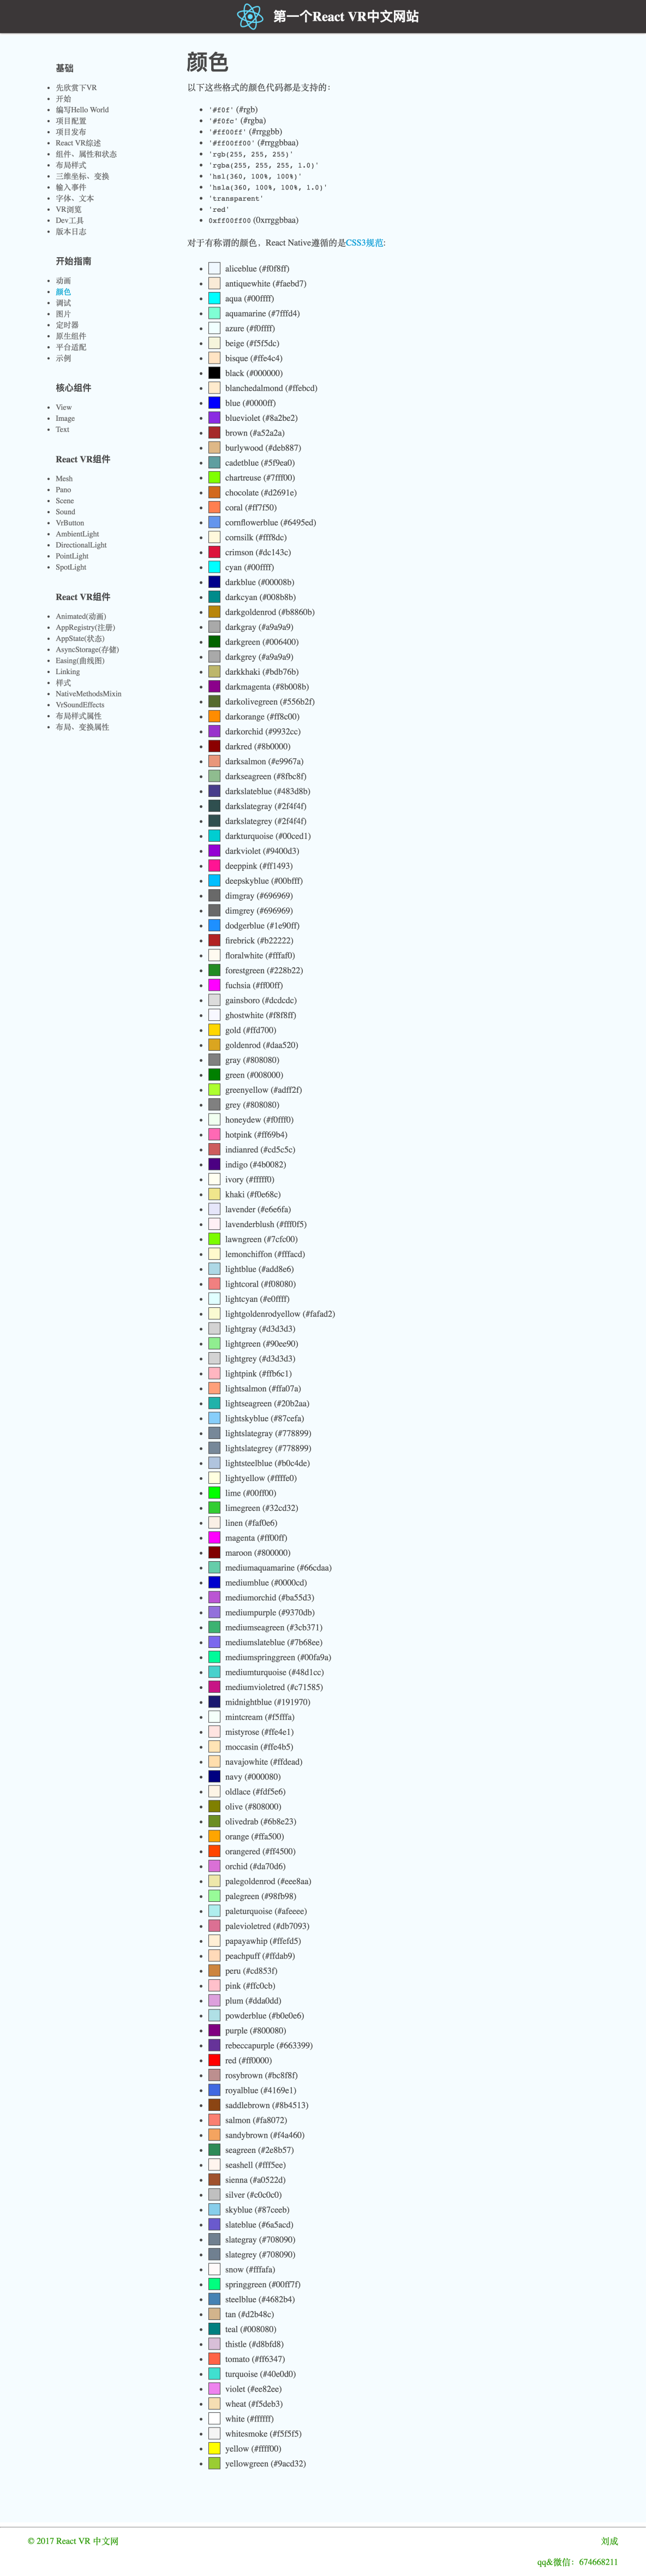 第一个React VR中文网站
基础
先欣赏下VR
开始
编写Hello World
项目配置
项目发布
React VR综述
组件、属性和状态
布局样式
三维坐标、变换
输入事件
字体、文本
VR浏览
Dev工具
版本日志
开始指南
动画
颜色
调试
图片
定时器
原生组件
平台适配
示例
核心组件
View
Image
Text
React VR组件
Mesh
Pano
Scene
Sound
VrButton
AmbientLight
DirectionalLight
PointLight
SpotLight
React VR组件
Animated(动画)
AppRegistry(注册)
AppState(状态)
AsyncStorage(存储)
Easing(曲线图)
Linking
样式
NativeMethodsMixin
VrSoundEffects
布局样式属性
布局、变换属性
颜色
以下这些格式的颜色代码都是支持的：
'#f0f' (#rgb)
'#f0fc' (#rgba)
'#ff00ff' (#rrggbb)
'#ff00ff00' (#rrggbbaa)
'rgb(255, 255, 255)'
'rgba(255, 255, 255, 1.0)'
'hsl(360, 100%, 100%)'
'hsla(360, 100%, 100%, 1.0)'
'transparent'
'red'
0xff00ff00 (0xrrggbbaa)
对于有称谓的颜色，React Native遵循的是CSS3规范:
aliceblue (#f0f8ff)
antiquewhite (#faebd7)
aqua (#00ffff)
aquamarine (#7fffd4)
azure (#f0ffff)
beige (#f5f5dc)
bisque (#ffe4c4)
black (#000000)
blanchedalmond (#ffebcd)
blue (#0000ff)
blueviolet (#8a2be2)
brown (#a52a2a)
burlywood (#deb887)
cadetblue (#5f9ea0)
chartreuse (#7fff00)
chocolate (#d2691e)
coral (#ff7f50)
cornflowerblue (#6495ed)
cornsilk (#fff8dc)
crimson (#dc143c)
cyan (#00ffff)
darkblue (#00008b)
darkcyan (#008b8b)
darkgoldenrod (#b8860b)
darkgray (#a9a9a9)
darkgreen (#006400)
darkgrey (#a9a9a9)
darkkhaki (#bdb76b)
darkmagenta (#8b008b)
darkolivegreen (#556b2f)
darkorange (#ff8c00)
darkorchid (#9932cc)
darkred (#8b0000)
darksalmon (#e9967a)
darkseagreen (#8fbc8f)
darkslateblue (#483d8b)
darkslategray (#2f4f4f)
darkslategrey (#2f4f4f)
darkturquoise (#00ced1)
darkviolet (#9400d3)
deeppink (#ff1493)
deepskyblue (#00bfff)
dimgray (#696969)
dimgrey (#696969)
dodgerblue (#1e90ff)
firebrick (#b22222)
floralwhite (#fffaf0)
forestgreen (#228b22)
fuchsia (#ff00ff)
gainsboro (#dcdcdc)
ghostwhite (#f8f8ff)
gold (#ffd700)
goldenrod (#daa520)
gray (#808080)
green (#008000)
greenyellow (#adff2f)
grey (#808080)
honeydew (#f0fff0)
hotpink (#ff69b4)
indianred (#cd5c5c)
indigo (#4b0082)
ivory (#fffff0)
khaki (#f0e68c)
lavender (#e6e6fa)
lavenderblush (#fff0f5)
lawngreen (#7cfc00)
lemonchiffon (#fffacd)
lightblue (#add8e6)
lightcoral (#f08080)
lightcyan (#e0ffff)
lightgoldenrodyellow (#fafad2)
lightgray (#d3d3d3)
lightgreen (#90ee90)
lightgrey (#d3d3d3)
lightpink (#ffb6c1)
lightsalmon (#ffa07a)
lightseagreen (#20b2aa)
lightskyblue (#87cefa)
lightslategray (#778899)
lightslategrey (#778899)
lightsteelblue (#b0c4de)
lightyellow (#ffffe0)
lime (#00ff00)
limegreen (#32cd32)
linen (#faf0e6)
magenta (#ff00ff)
maroon (#800000)
mediumaquamarine (#66cdaa)
mediumblue (#0000cd)
mediumorchid (#ba55d3)
mediumpurple (#9370db)
mediumseagreen (#3cb371)
mediumslateblue (#7b68ee)
mediumspringgreen (#00fa9a)
mediumturquoise (#48d1cc)
mediumvioletred (#c71585)
midnightblue (#191970)
mintcream (#f5fffa)
mistyrose (#ffe4e1)
moccasin (#ffe4b5)
navajowhite (#ffdead)
navy (#000080)
oldlace (#fdf5e6)
olive (#808000)
olivedrab (#6b8e23)
orange (#ffa500)
orangered (#ff4500)
orchid (#da70d6)
palegoldenrod (#eee8aa)
palegreen (#98fb98)
paleturquoise (#afeeee)
palevioletred (#db7093)
papayawhip (#ffefd5)
peachpuff (#ffdab9)
peru (#cd853f)
pink (#ffc0cb)
plum (#dda0dd)
powderblue (#b0e0e6)
purple (#800080)
rebeccapurple (#663399)
red (#ff0000)
rosybrown (#bc8f8f)
royalblue (#4169e1)
saddlebrown (#8b4513)
salmon (#fa8072)
sandybrown (#f4a460)
seagreen (#2e8b57)
seashell (#fff5ee)
sienna (#a0522d)
silver (#c0c0c0)
skyblue (#87ceeb)
slateblue (#6a5acd)
slategray (#708090)
slategrey (#708090)
snow (#fffafa)
springgreen (#00ff7f)
steelblue (#4682b4)
tan (#d2b48c)
teal (#008080)
thistle (#d8bfd8)
tomato (#ff6347)
turquoise (#40e0d0)
violet (#ee82ee)
wheat (#f5deb3)
white (#ffffff)
whitesmoke (#f5f5f5)
yellow (#ffff00)
yellowgreen (#9acd32)
© 2017 React VR 中文网
刘成
qq&微信：674668211